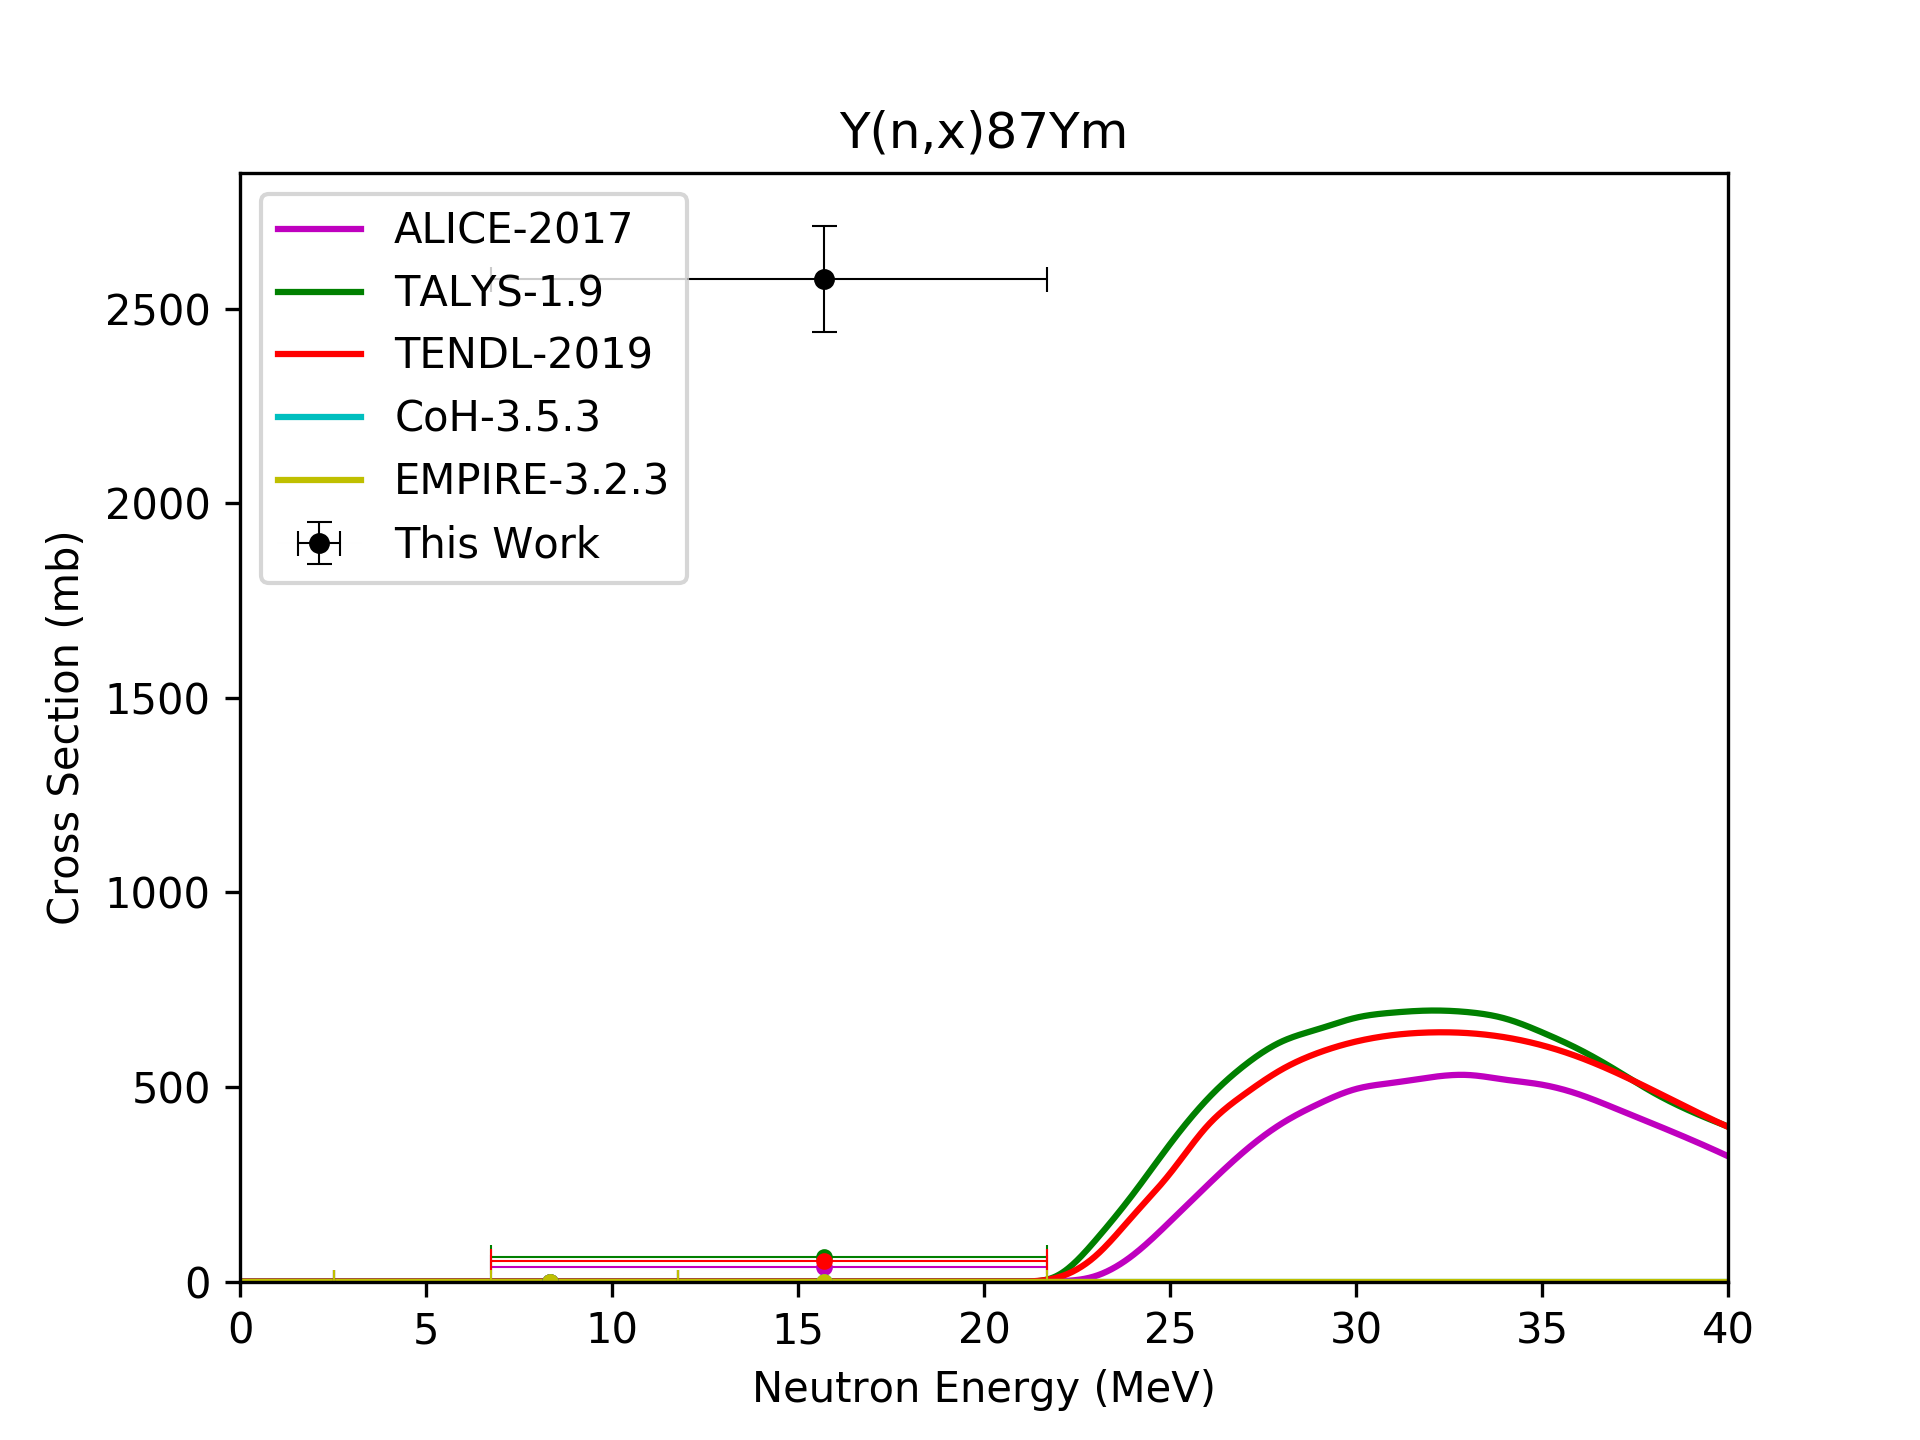 Y(n,x)87Ym
ALICE-2017
TALYS-1.9
TENDL-2019
CoH-3.5.3
EMPIRE-3.2.3
This Work
Cross Section (mb)
2500
2000
1500
1000
500
0
0 5 10 15 20 25 30 35 40
Neutron Energy (MeV)